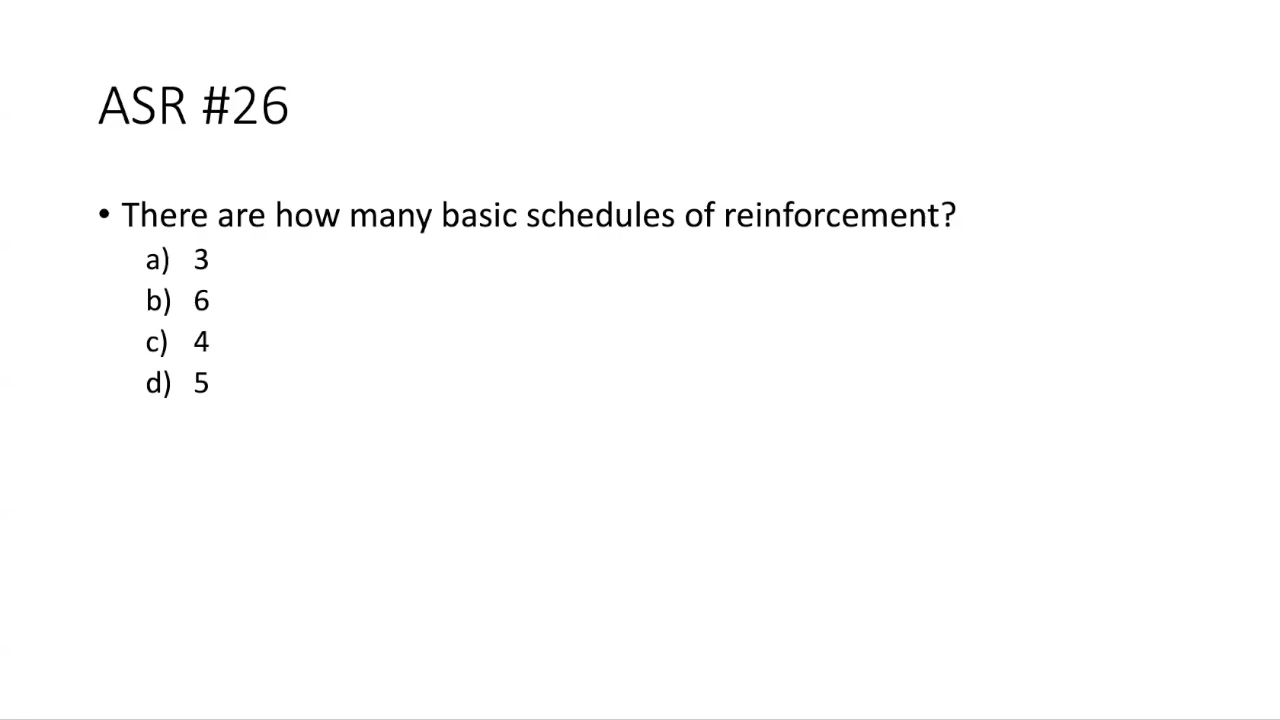 ASR #26
• There are how many basic schedules of reinforcement?
a) 3
b) 6
c) 4
d) 5